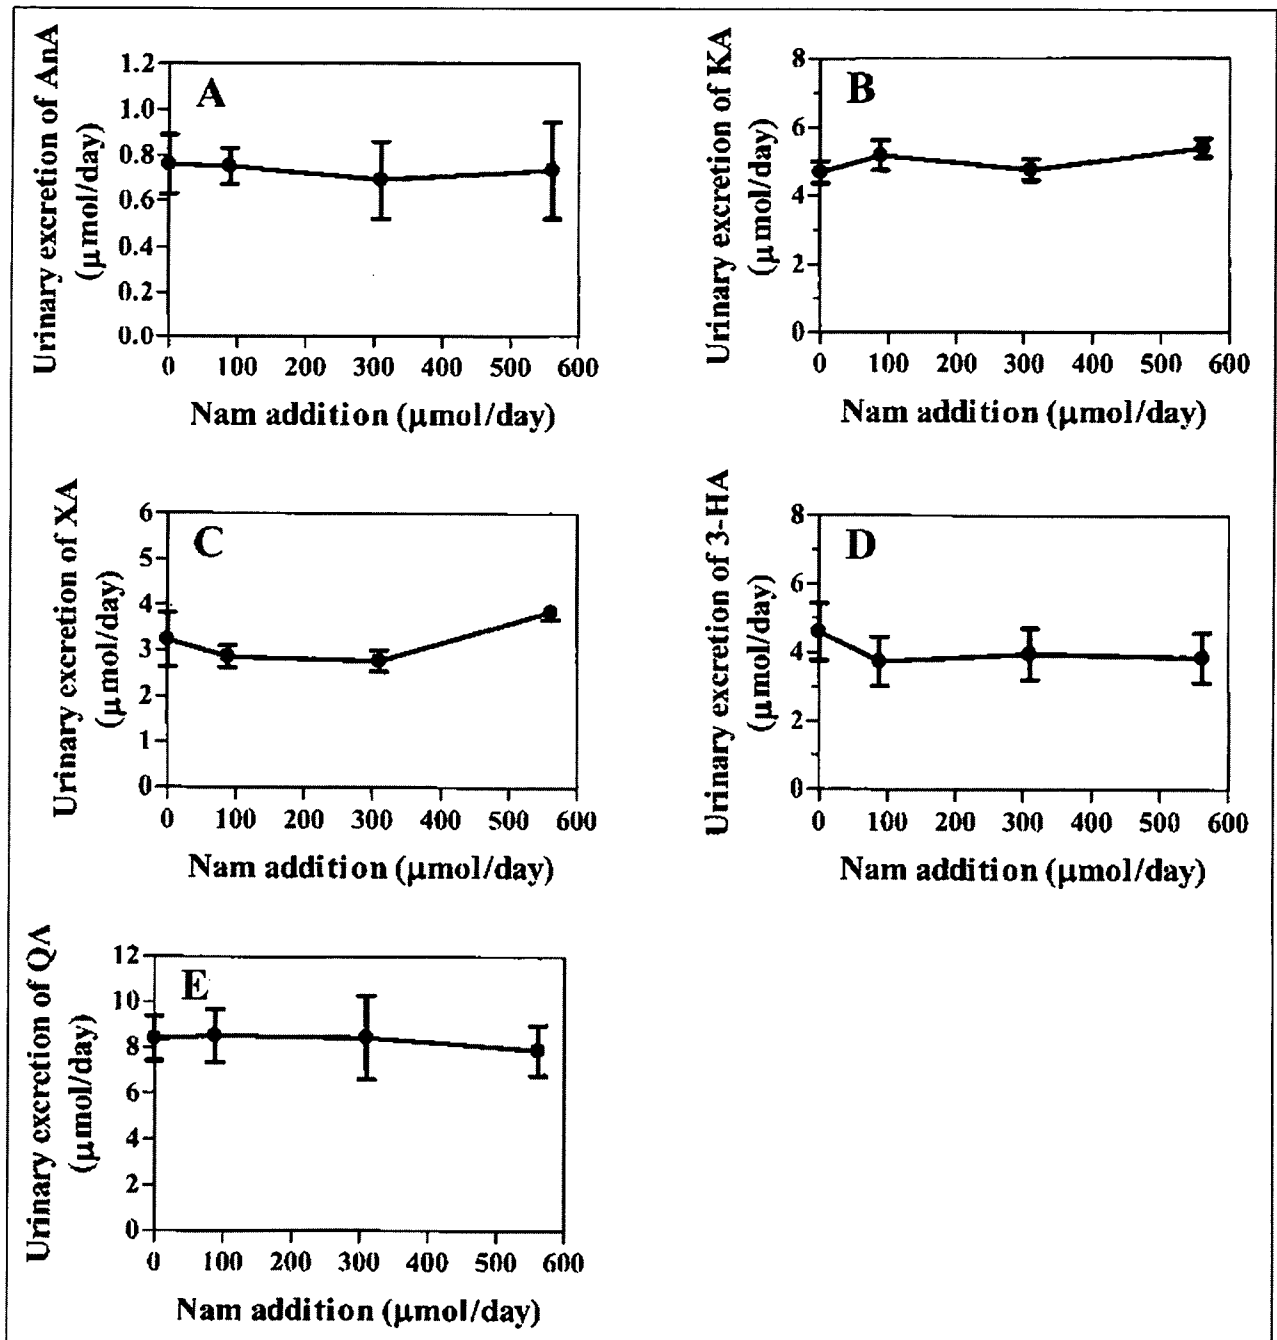 Urinary excretion of AnA
(μmol/day)
A
1.2
1.0
0.8
0.6
0.4
0.2
0.0
0 100 200 300 400 500 600
Nam addition (μmol/day)
Urinary excretion of KA
(μmol/day)
B
8
6
4
2
0
0 100 200 300 400 500 600
Nam addition (μmol/day)
Urinary excretion of XA
(μmol/day)
C
6
5
4
3
2
1
0
0 100 200 300 400 500 600
Nam addition (μmol/day)
Urinary excretion of 3-HA
(μmol/day)
D
8
6
4
2
0
0 100 200 300 400 500 600
Nam addition (μmol/day)
Urinary excretion of QA
(μmol/day)
E
12
10
8
6
4
2
0
0 100 200 300 400 500 600
Nam addition (μmol/day)